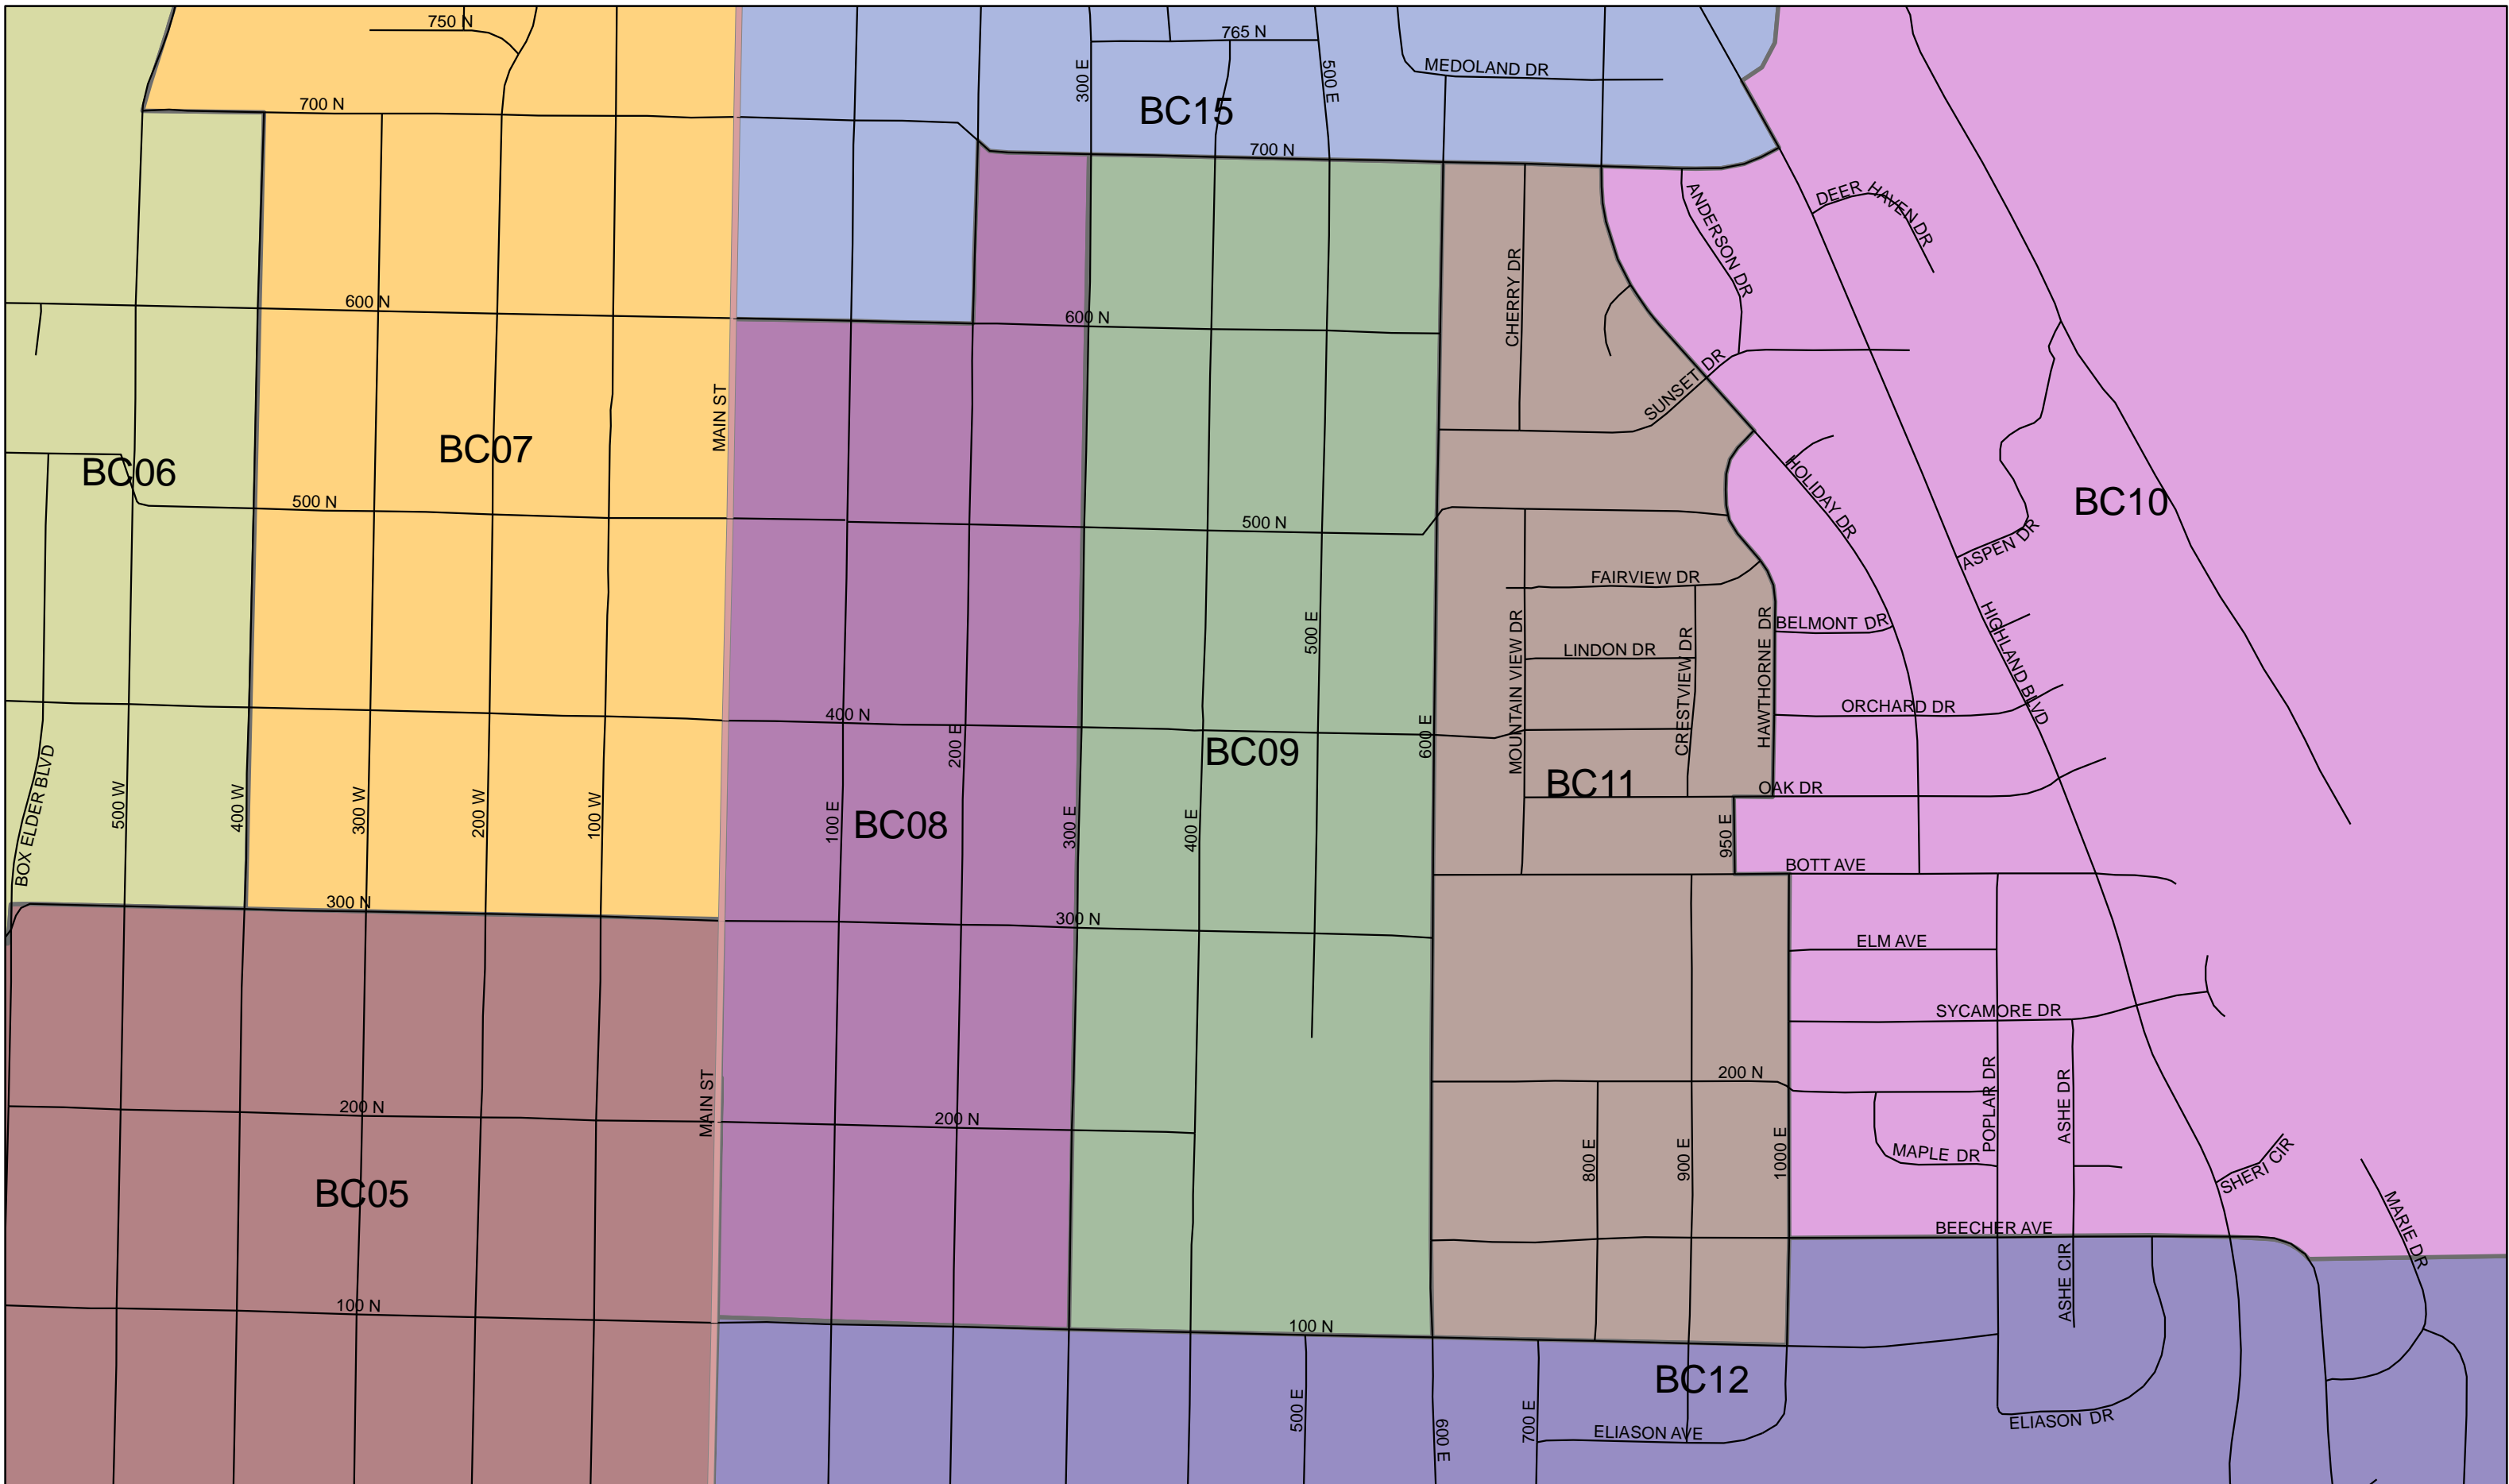 750 N
765 N
MEDOLAND DR
300 E
500 E
700 N
BC15
700 N
DEER HAVEN DR
ANDERSON DR
CHERRY DR
600 N
600 N
SUNSET DR
MAIN ST
BC07
BC06
HOLIDAY DR
BC10
500 N
500 N
ASPEN DR
FAIRVIEW DR
BELMONT DR
HIGHLAND BLVD
500 E
LINDON DR
MOUNTAIN VIEW DR
CRESTVIEW DR
HAWTHORNE DR
ORCHARD DR
400 N
200 E
BC09
600 E
BC11
OAK DR
BOX ELDER BLVD
500 W
400 W
300 W
200 W
100 W
100 E
BC08
300 E
400 E
950 E
BOTT AVE
300 N
300 N
ELM AVE
SYCAMORE DR
200 N
MAIN ST
200 N
200 N
POPLAR DR
ASHE DR
800 E
900 E
1000 E
MAPLE DR
SHERI CIR
BC05
MARIE DR
BEECHER AVE
ASHE CIR
100 N
100 N
BC12
500 E
600 E
700 E
ELIASON AVE
ELIASON DR